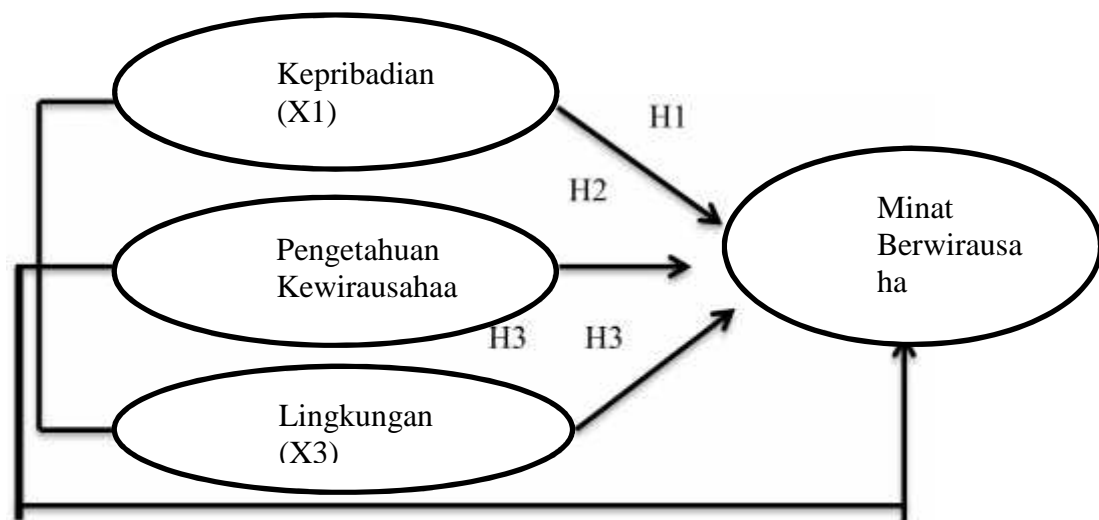 Kepribadian
(X1)
H1
H2
Minat
Berwirausa
ha
Pengetahuan
Kewirausahaa
H3 H3
Lingkungan
(X3)